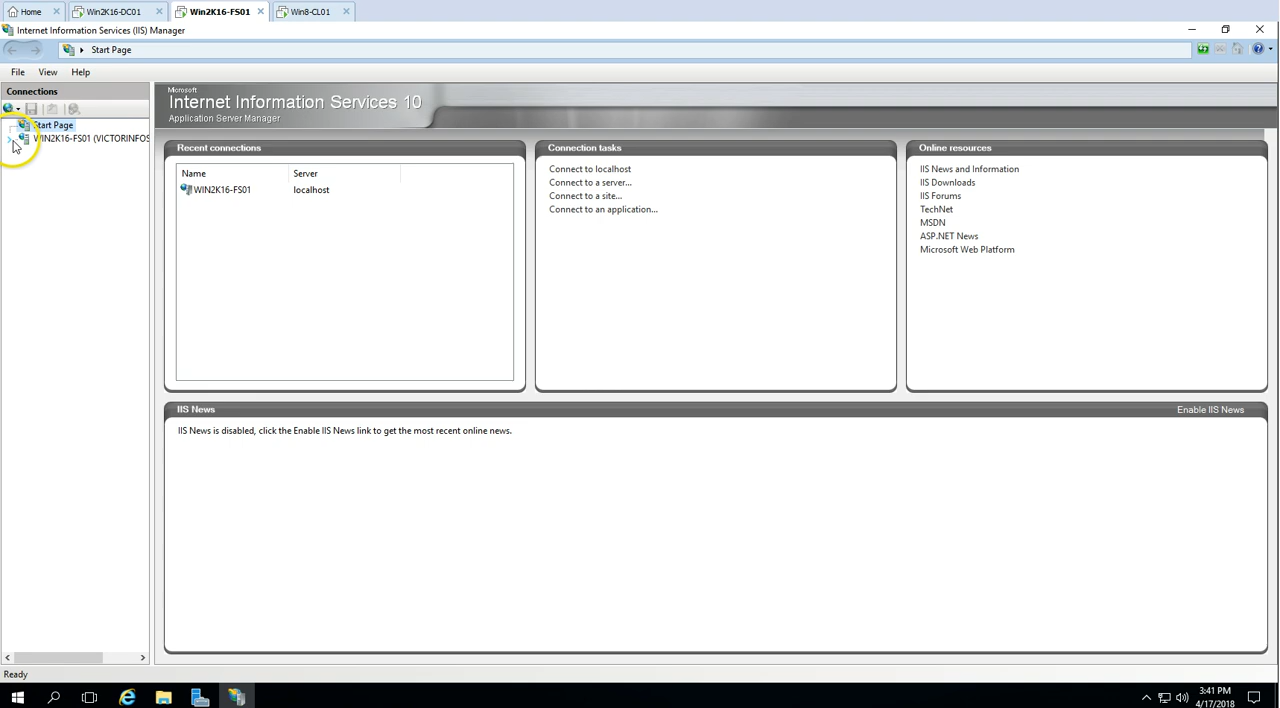 Home
Win2K16-DC01
Win2K16-FS01
Win8-CL01
Internet Information Services (IIS) Manager
Start Page
File View Help
Connections
Start Page
WIN2K16-FS01 (VICTORINFOS
Microsoft
Internet Information Services 10
Application Server Manager
Recent connections
Name Server
WIN2K16-FS01 localhost
Connection tasks
Connect to localhost
Connect to a server...
Connect to a site...
Connect to an application...
Online resources
IIS News and Information
IIS Downloads
IIS Forums
TechNet
MSDN
ASP.NET News
Microsoft Web Platform
IIS News
Enable IIS News
IIS News is disabled, click the Enable IIS News link to get the most recent online news.
Ready
3:41 PM
4/17/2018